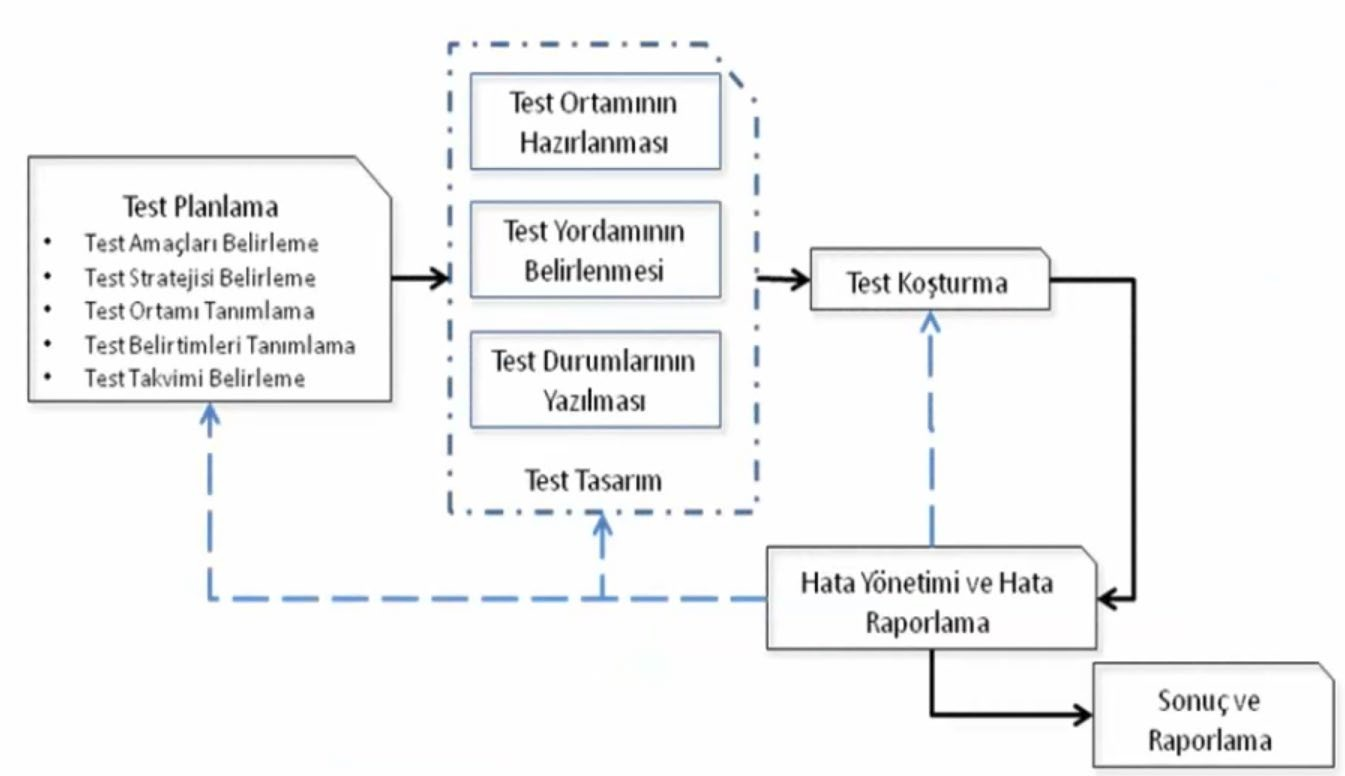 Test Planlama
• Test Amaçları Belirleme
• Test Stratejisi Belirleme
• Test Ortamı Tanımlama
• Test Belirtimleri Tanımlama
• Test Takvimi Belirleme
Test Ortamının
Hazırlanması
Test Yordamının
Belirlenmesi
Test Durumlarının
Yazılması
Test Tasarım
Test Koşturma
Hata Yönetimi ve Hata
Raporlama
Sonuç ve
Raporlama